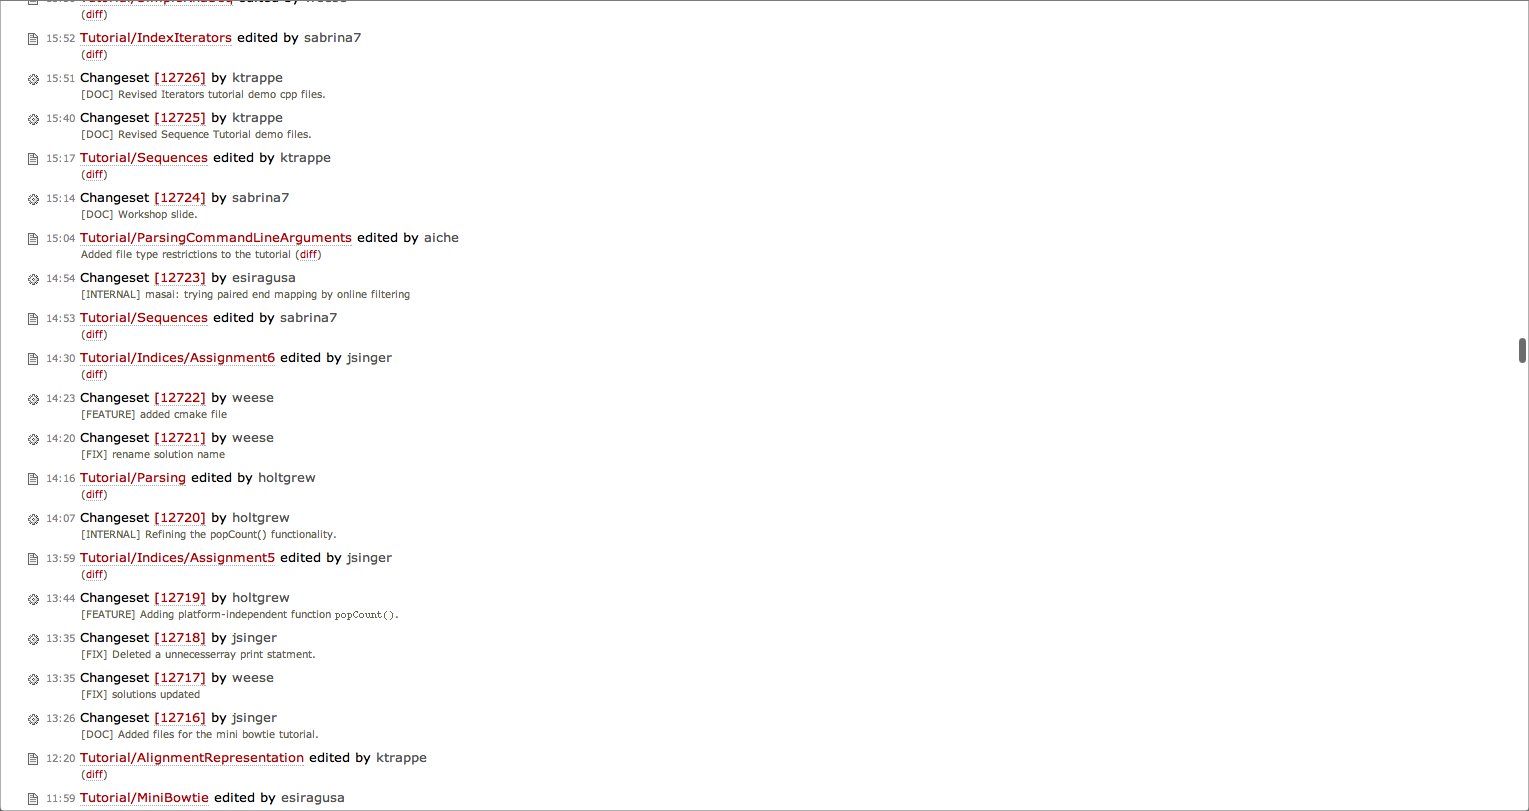 (diff)
15:52 Tutorial/IndexIterators edited by sabrina7
(diff)
15:51 Changeset [12726] by ktrappe
[DOC] Revised Iterators tutorial demo cpp files.
15:40 Changeset [12725] by ktrappe
[DOC] Revised Sequence Tutorial demo files.
15:17 Tutorial/Sequences edited by ktrappe
(diff)
15:14 Changeset [12724] by sabrina7
[DOC] Workshop slide.
15:04 Tutorial/ParsingCommandLineArguments edited by aiche
Added file type restrictions to the tutorial (diff)
14:54 Changeset [12723] by esiragusa
[INTERNAL] masai: trying paired end mapping by online filtering
14:53 Tutorial/Sequences edited by sabrina7
(diff)
14:30 Tutorial/Indices/Assignment6 edited by jsinger
(diff)
14:23 Changeset [12722] by weese
[FEATURE] added cmake file
14:20 Changeset [12721] by weese
[FIX] rename solution name
14:16 Tutorial/Parsing edited by holtgrew
(diff)
14:07 Changeset [12720] by holtgrew
[INTERNAL] Refining the popCount() functionality.
13:59 Tutorial/Indices/Assignment5 edited by jsinger
(diff)
13:44 Changeset [12719] by holtgrew
[FEATURE] Adding platform-independent function popCount().
13:35 Changeset [12718] by jsinger
[FIX] Deleted a unnecesserray print statment.
13:35 Changeset [12717] by weese
[FIX] solutions updated
13:26 Changeset [12716] by jsinger
[DOC] Added files for the mini bowtie tutorial.
12:20 Tutorial/AlignmentRepresentation edited by ktrappe
(diff)
11:59 Tutorial/MiniBowtie edited by esiragusa